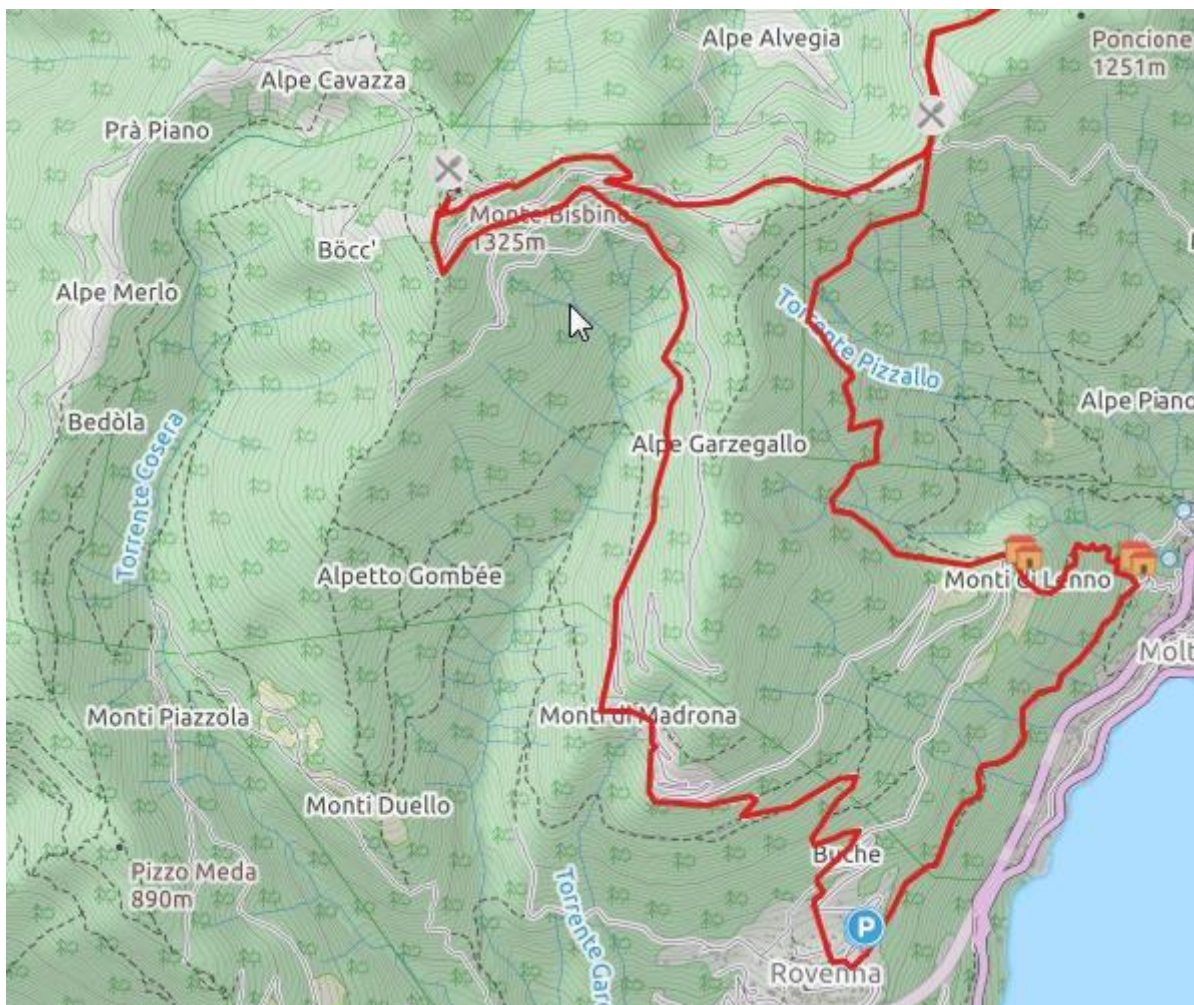 Alpe Alvegia
Poncione
1251m
Alpe Cavazza
Prà Piano
Monte Bisbino
1325m
Böcc'
Alpe Merlo
Torrente Pizzallo
Alpe Piano
Bedòla
Alpe Garzegallo
Torrente Cosera
Alpetto Gombée
Monti di Lenno
Molt
Monti Piazzola
Monti di Madrona
Monti Duello
Buche
Pizzo Meda
890m
Torrente Gar
P
Rovenna